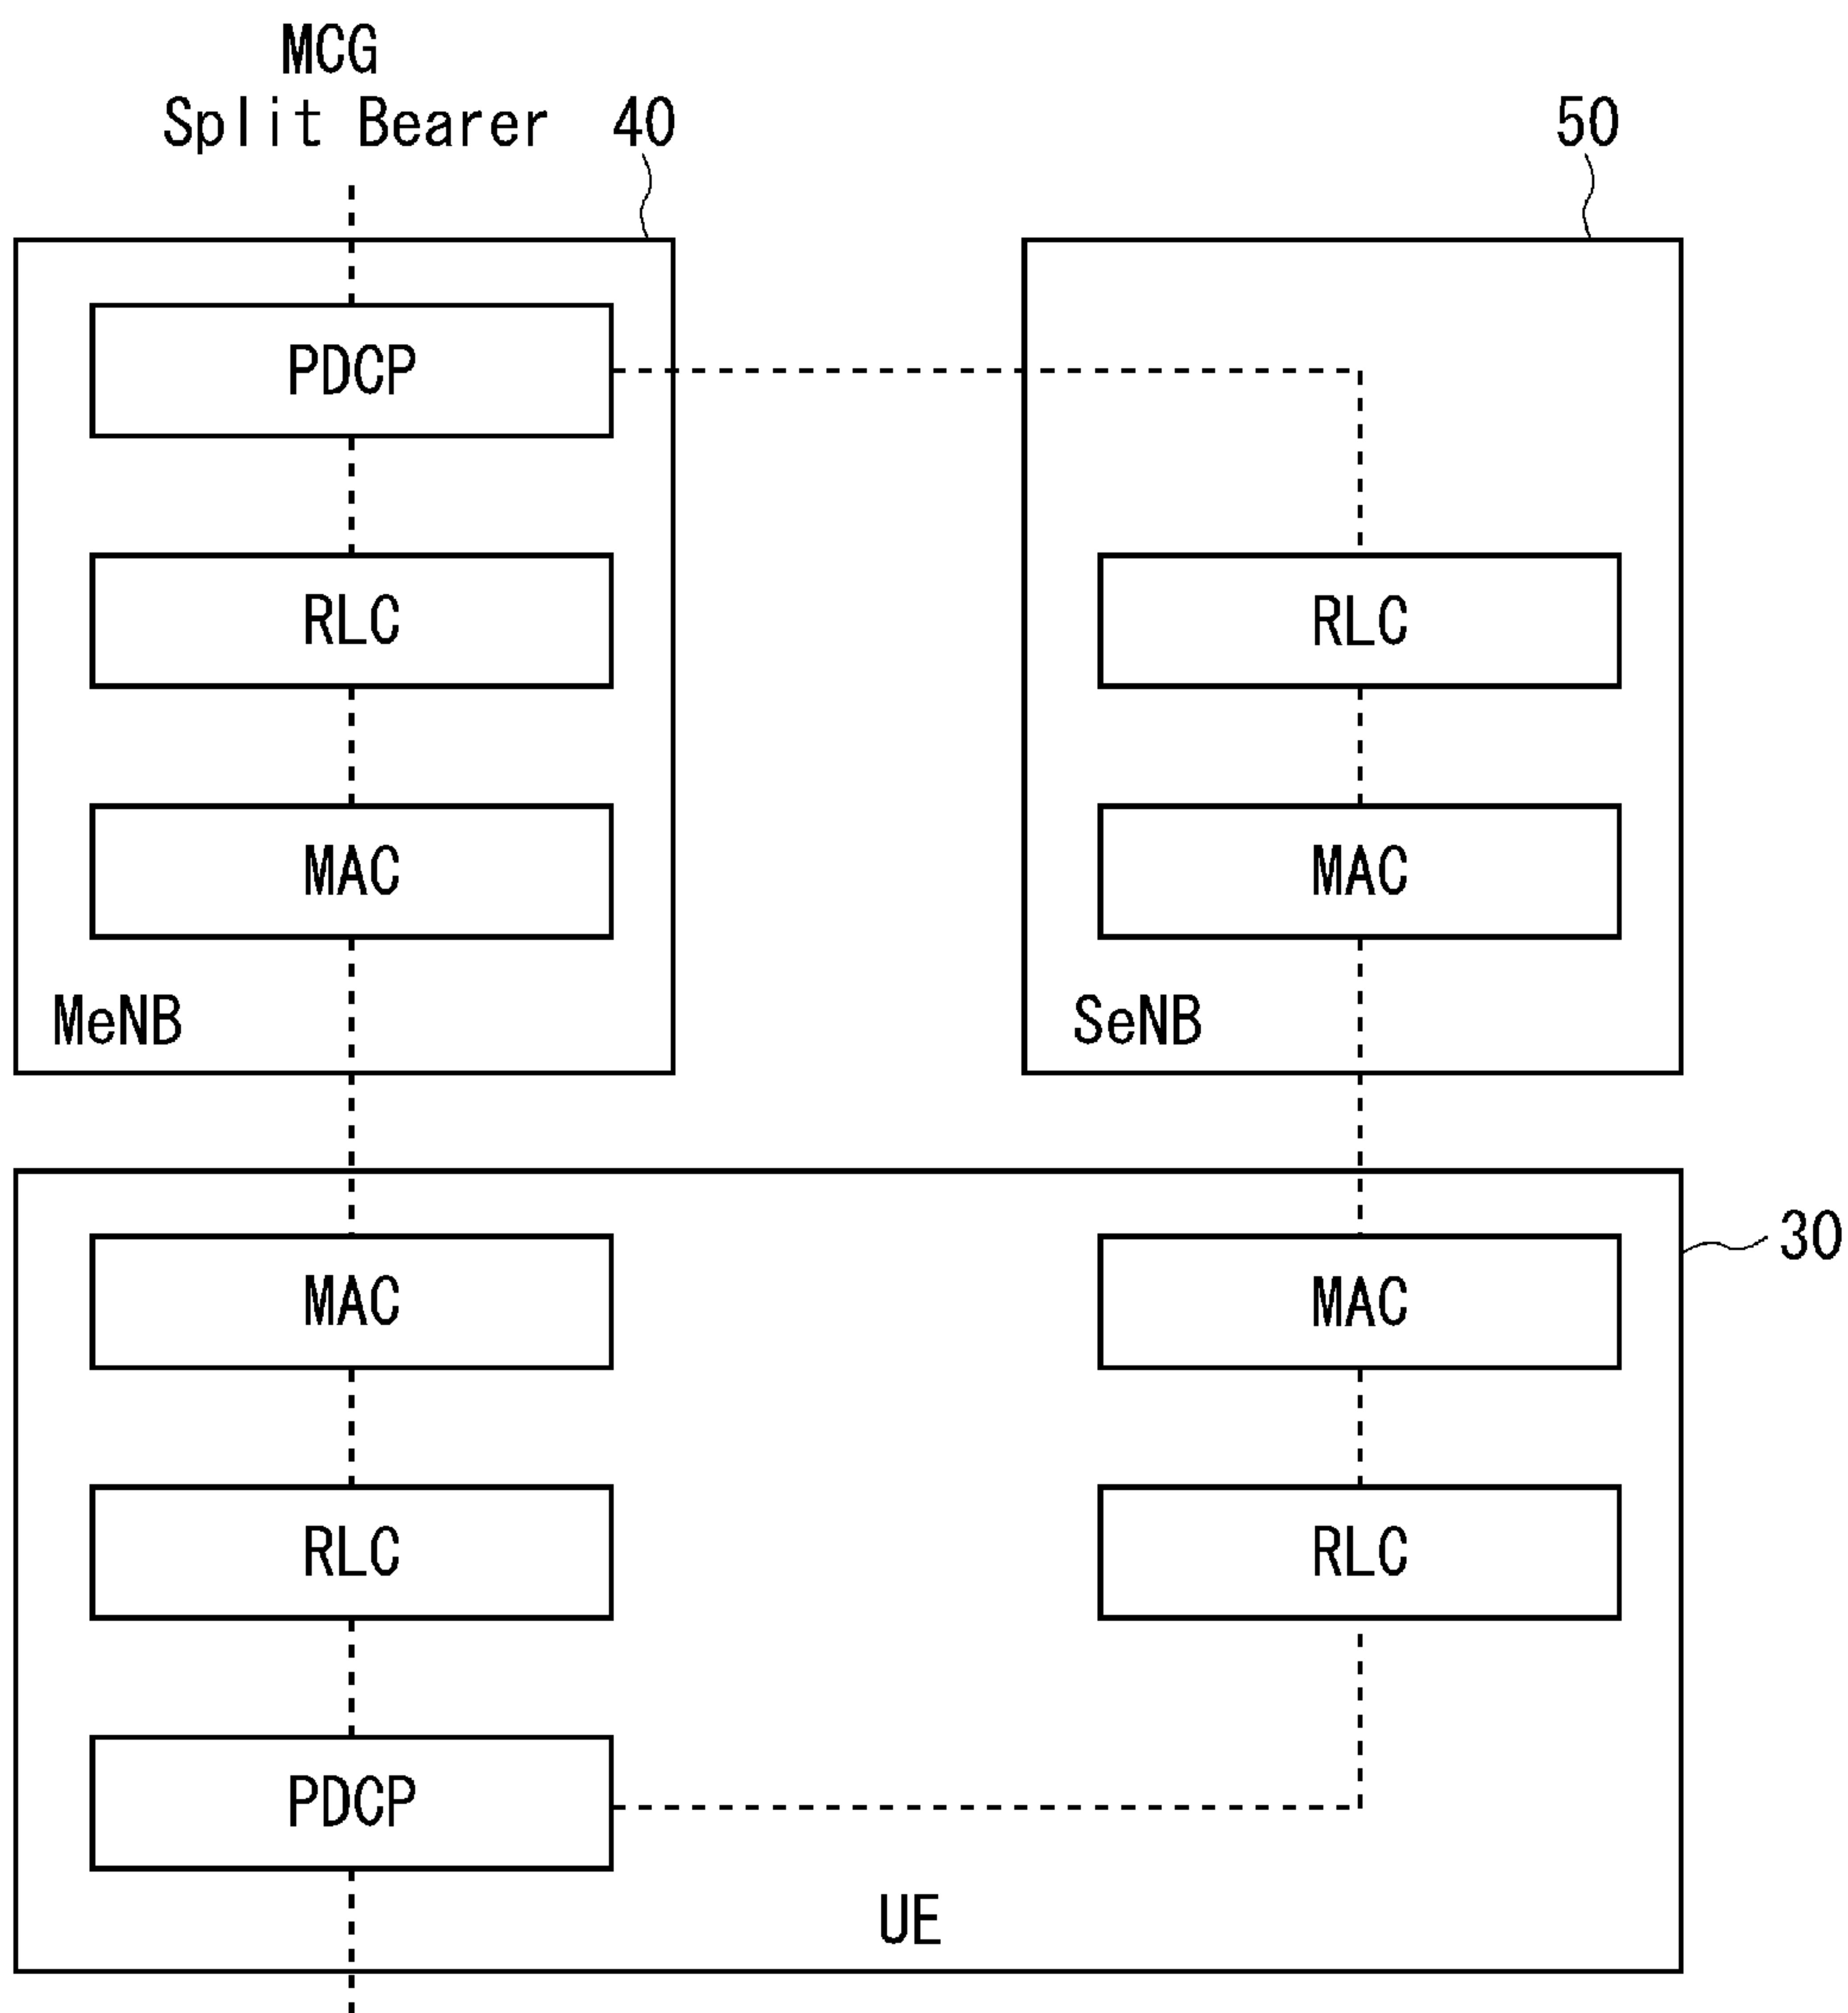 MCG
Split Bearer
40
50
PDCP
RLC
RLC
MAC
MAC
MeNB
SeNB
30
MAC
MAC
RLC
RLC
PDCP
UE